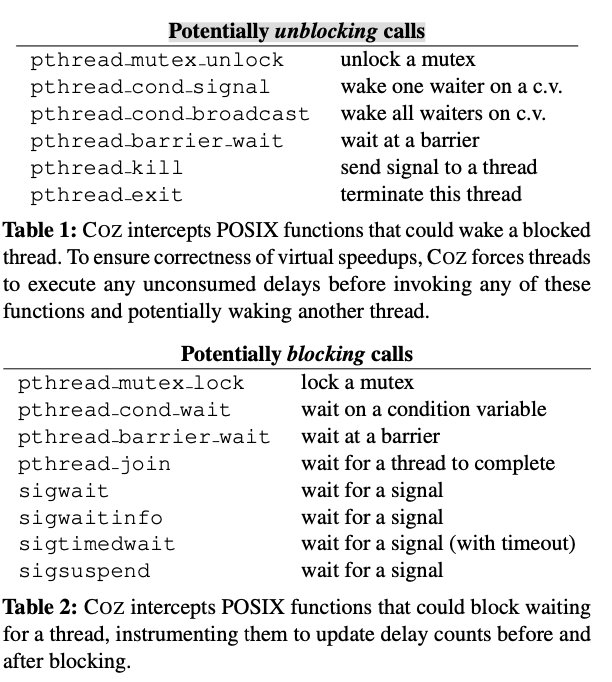 Potentially unblocking calls
pthread_mutex_unlock unlock a mutex
pthread_cond_signal wake one waiter on a c.v.
pthread_cond_broadcast wake all waiters on c.v.
pthread_barrier_wait wait at a barrier
pthread_kill send signal to a thread
pthread_exit terminate this thread
Table 1: COZ intercepts POSIX functions that could wake a blocked
thread. To ensure correctness of virtual speedups, COZ forces threads
to execute any unconsumed delays before invoking any of these
functions and potentially waking another thread.
Potentially blocking calls
pthread_mutex_lock lock a mutex
pthread_cond_wait wait on a condition variable
pthread_barrier_wait wait at a barrier
pthread_join wait for a thread to complete
sigwait wait for a signal
sigwaitinfo wait for a signal
sigtimedwait wait for a signal (with timeout)
sigsuspend wait for a signal
Table 2: COZ intercepts POSIX functions that could block waiting
for a thread, instrumenting them to update delay counts before and
after blocking.